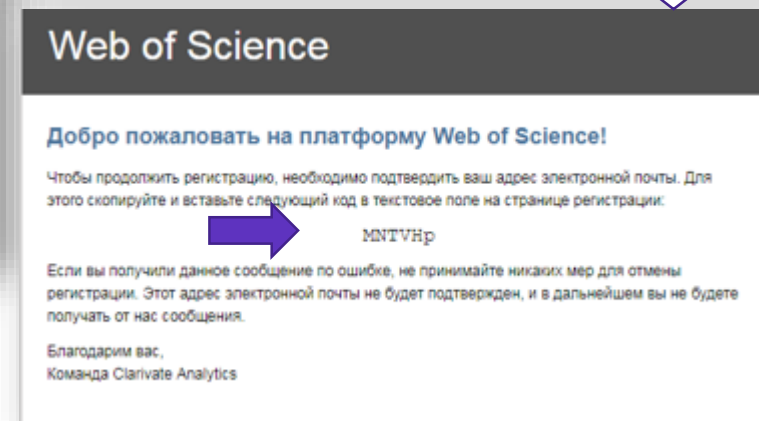 Web of Science
Добро пожаловать на платформу Web of Science!
Чтобы продолжить регистрацию, необходимо подтвердить ваш адрес электронной почты. Для
этого скопируйте и вставьте следующий код в текстовое поле на странице регистрации:
MNTVHp
Если вы получили данное сообщение по ошибке, не принимайте никаких мер для отмены
регистрации. Этот адрес электронной почты не будет подтвержден, и в дальнейшем вы не будете
получать от нас сообщения.
Благодарим вас,
Команда Clarivate Analytics